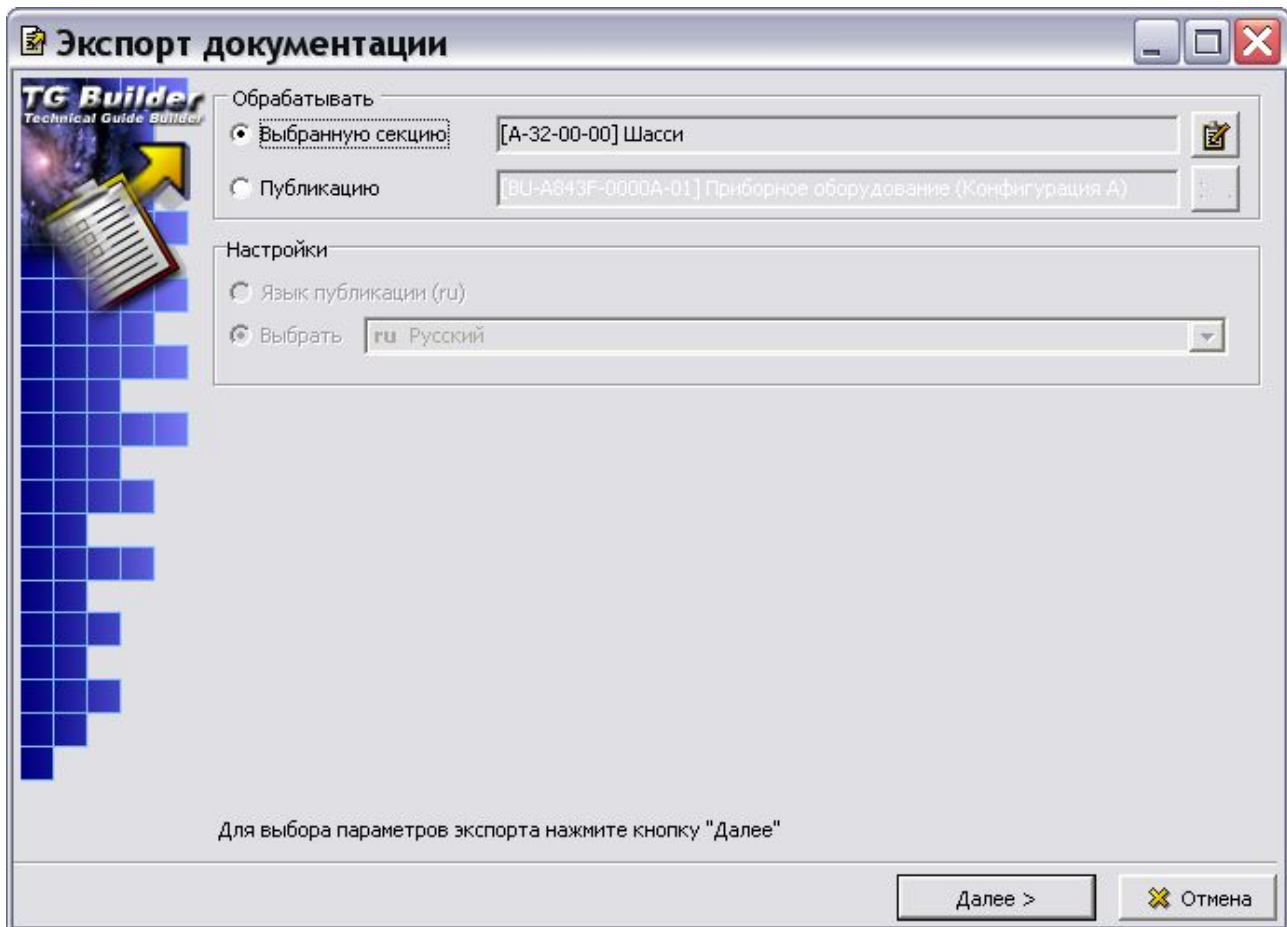 Экспорт документации
TG Builder
Technical Guide Builder
Обрабатывать
Выбранную секцию
[A-32-00-00] Шасси
Публикацию
[BU-A843F-0000A-01] Приборное оборудование (Конфигурация A)
Настройки
Язык публикации (ru)
Выбрать
ru Русский
Для выбора параметров экспорта нажмите кнопку "Далее"
Далее >
Отмена